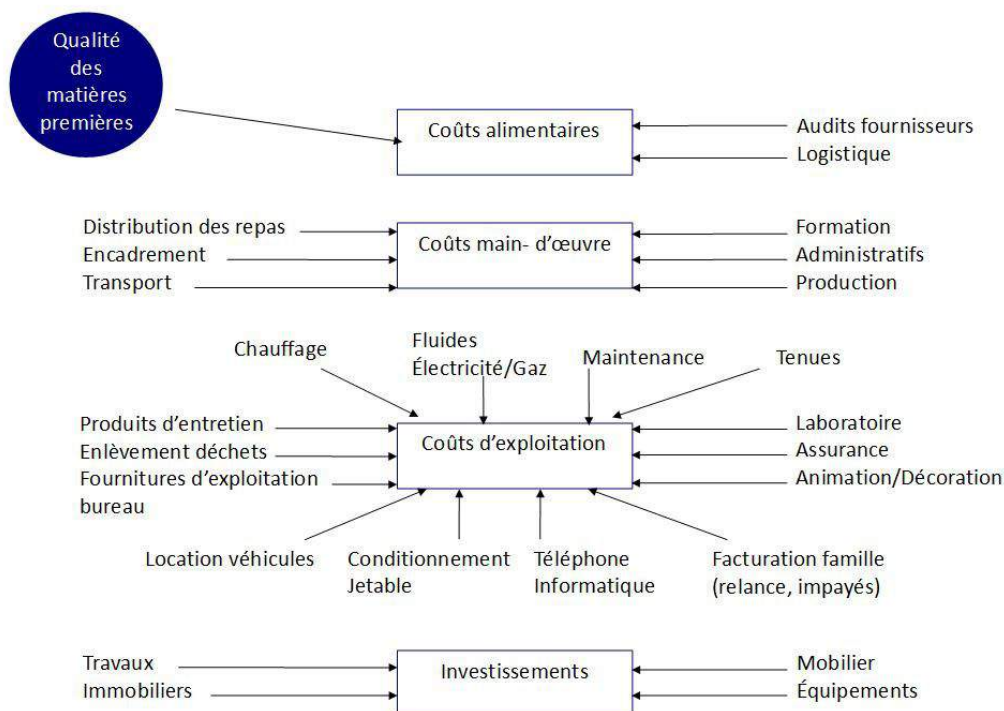 Qualité
des
matières
premières
Coûts alimentaires
Audits fournisseurs
Logistique
Distribution des repas
Encadrement
Transport
Coûts main- d’œuvre
Formation
Administratifs
Production
Chauffage
Fluides
Électricité/Gaz
Maintenance
Tenues
Produits d’entretien
Enlèvement déchets
Fournitures d’exploitation
bureau
Coûts d’exploitation
Laboratoire
Assurance
Animation/Décoration
Location véhicules
Conditionnement
Jetable
Téléphone
Informatique
Facturation famille
(relance, impayés)
Travaux
Immobiliers
Investissements
Mobilier
Équipements